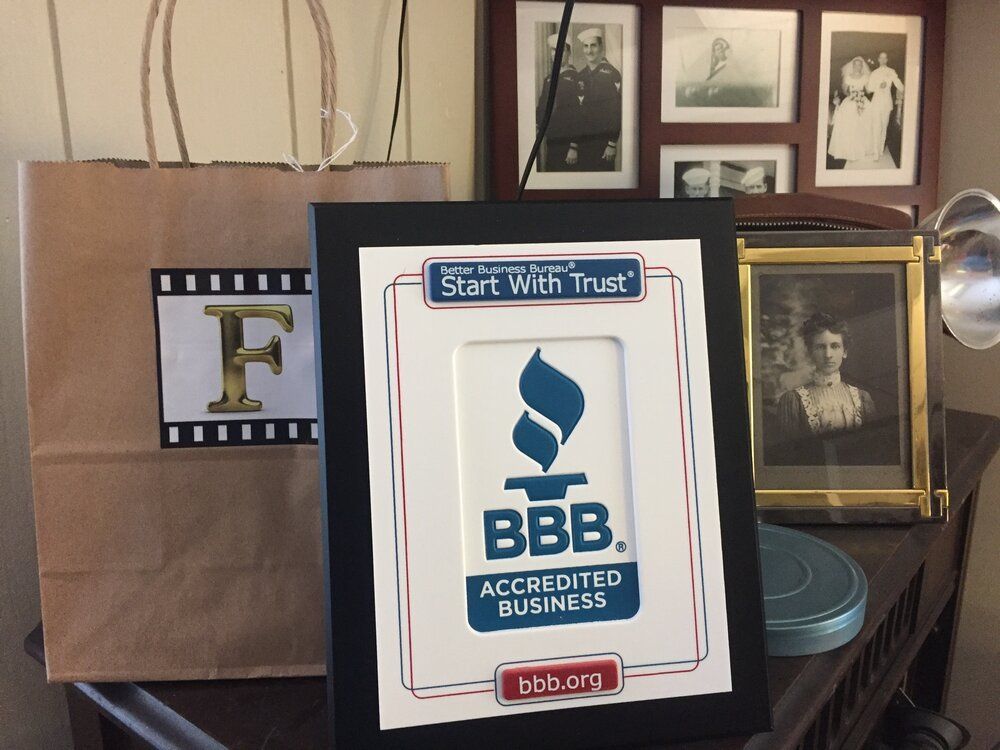 F
Better Business Bureau®
Start With Trust®
BBB®
ACCREDITED
BUSINESS
bbb.org